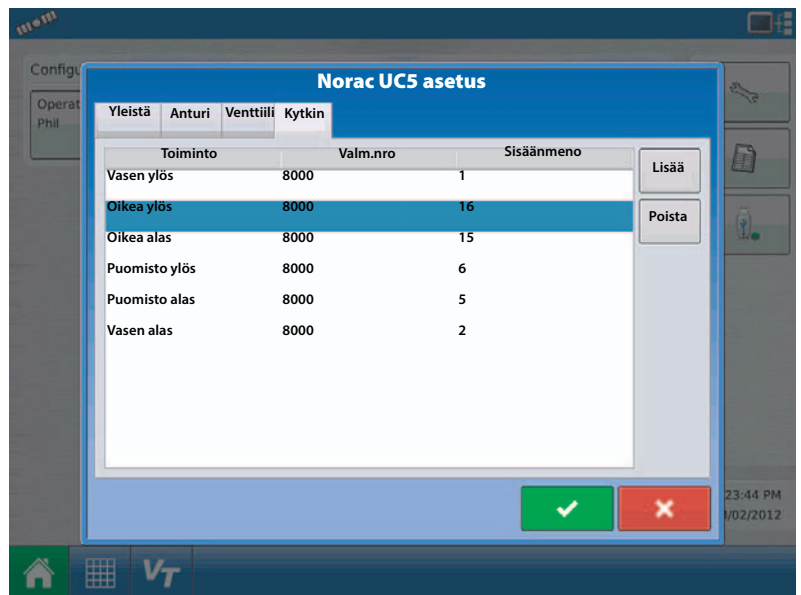 Configu
Operat
Phil
Norac UC5 asetus
Yleistä Anturi Venttiili Kytkin
Toiminto Valm.nro Sisäänmeno
Vasen ylös 8000 1
Oikea ylös 8000 16
Oikea alas 8000 15
Puomisto ylös 8000 6
Puomisto alas 8000 5
Vasen alas 8000 2
Lisää
Poista
23:44 PM
/02/2012
VT